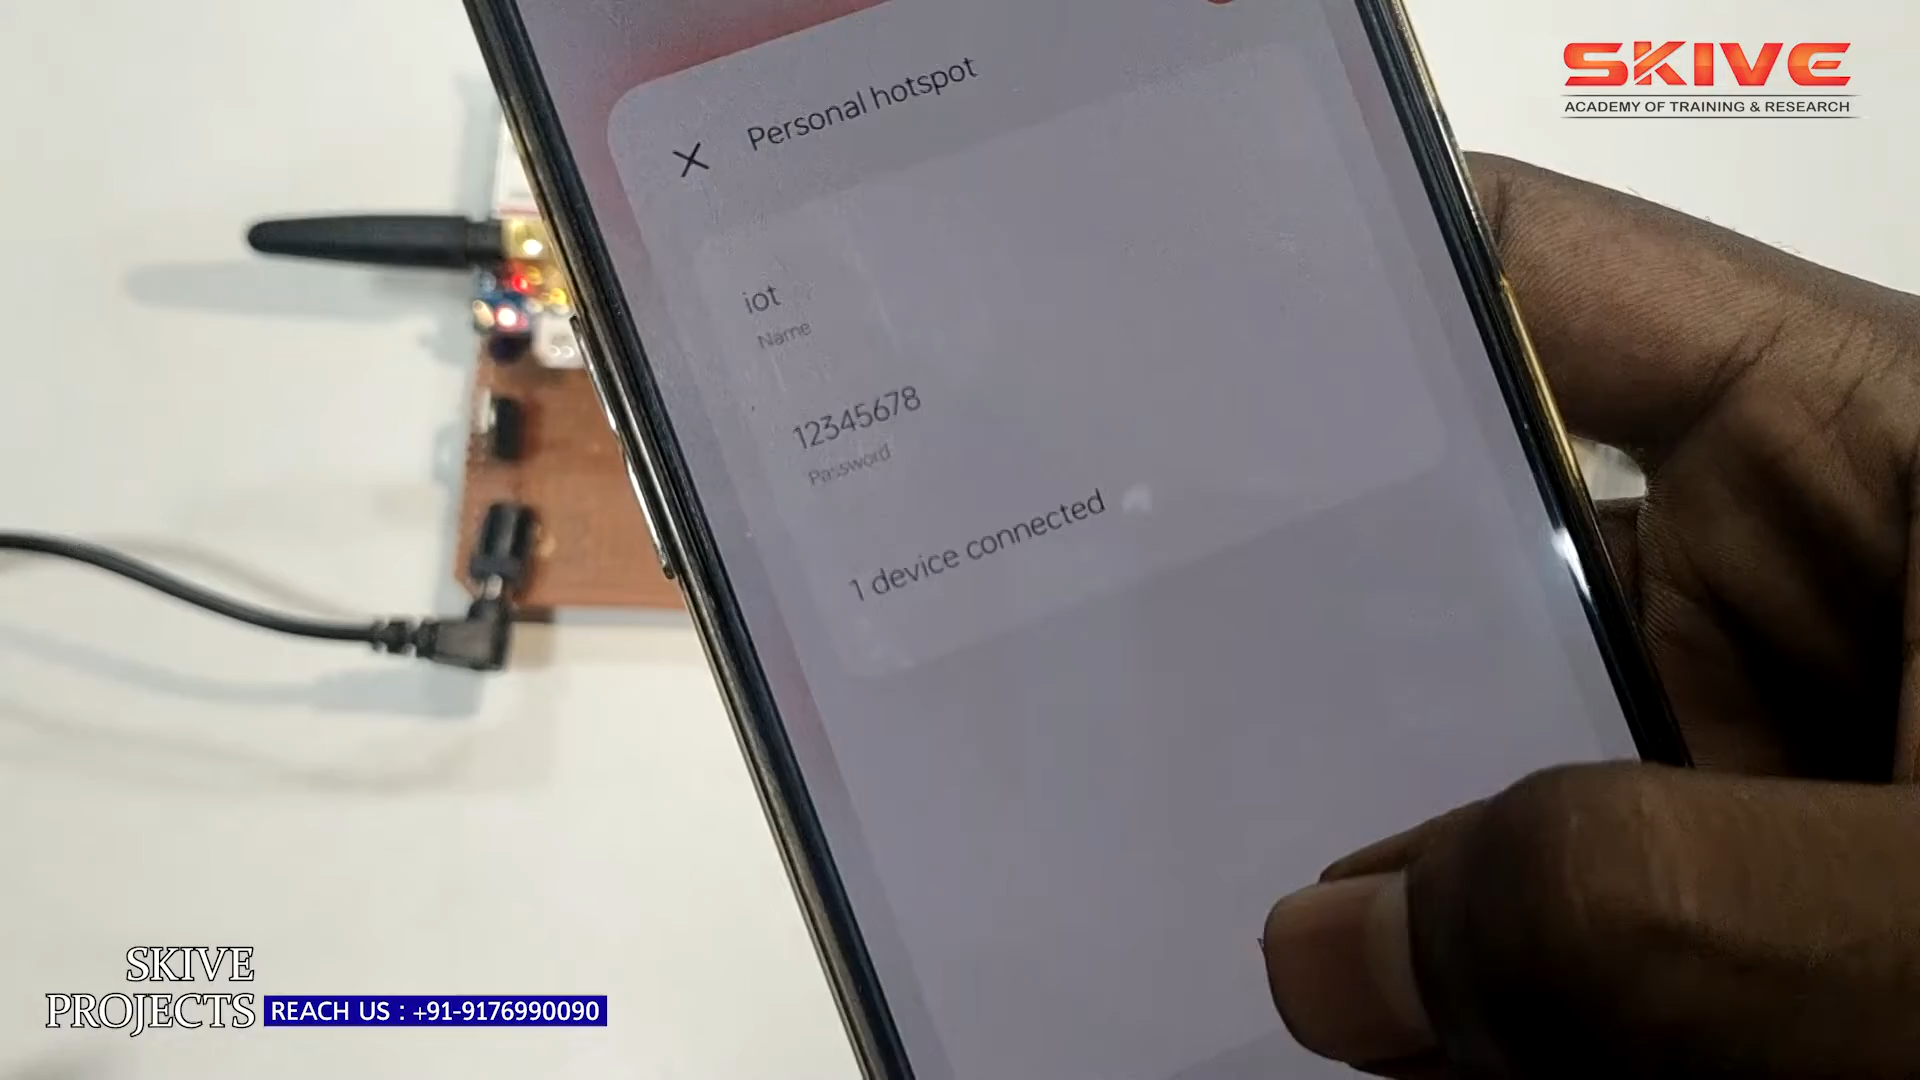 SKIVE
ACADEMY OF TRAINING & RESEARCH
Personal hotspot
iot
Name
12345678
Password
1 device connected
SKIVE
PROJECTS
REACH US : +91-9176990090